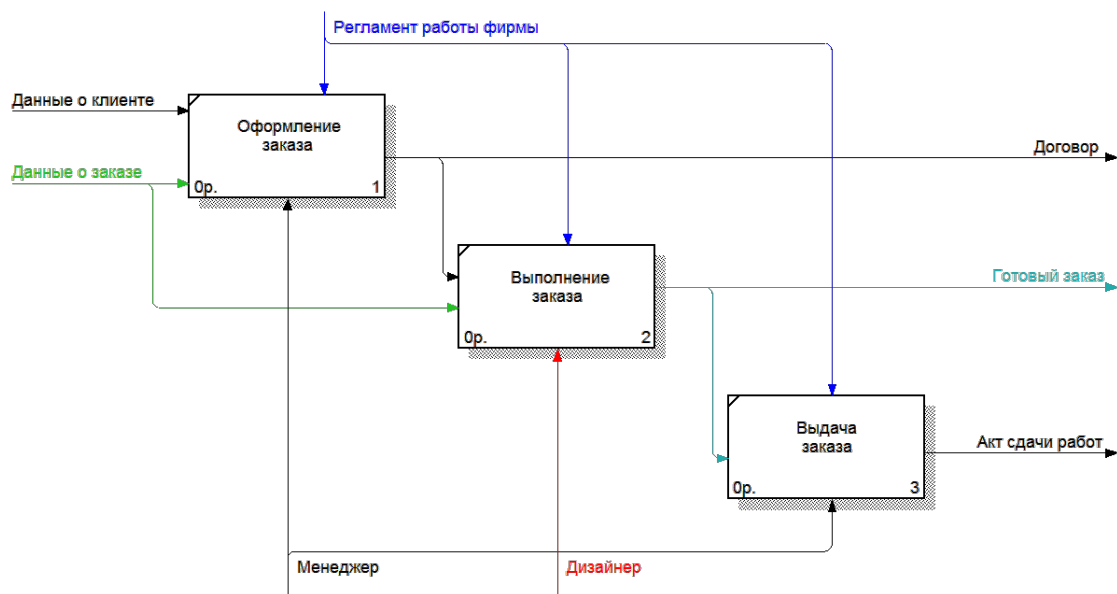 Регламент работы фирмы
Данные о клиенте
Оформление
заказа
0р.
1
Данные о заказе
Договор
Выполнение
заказа
0р.
2
Готовый заказ
Выдача
заказа
0р.
3
Акт сдачи работ
Менеджер
Дизайнер